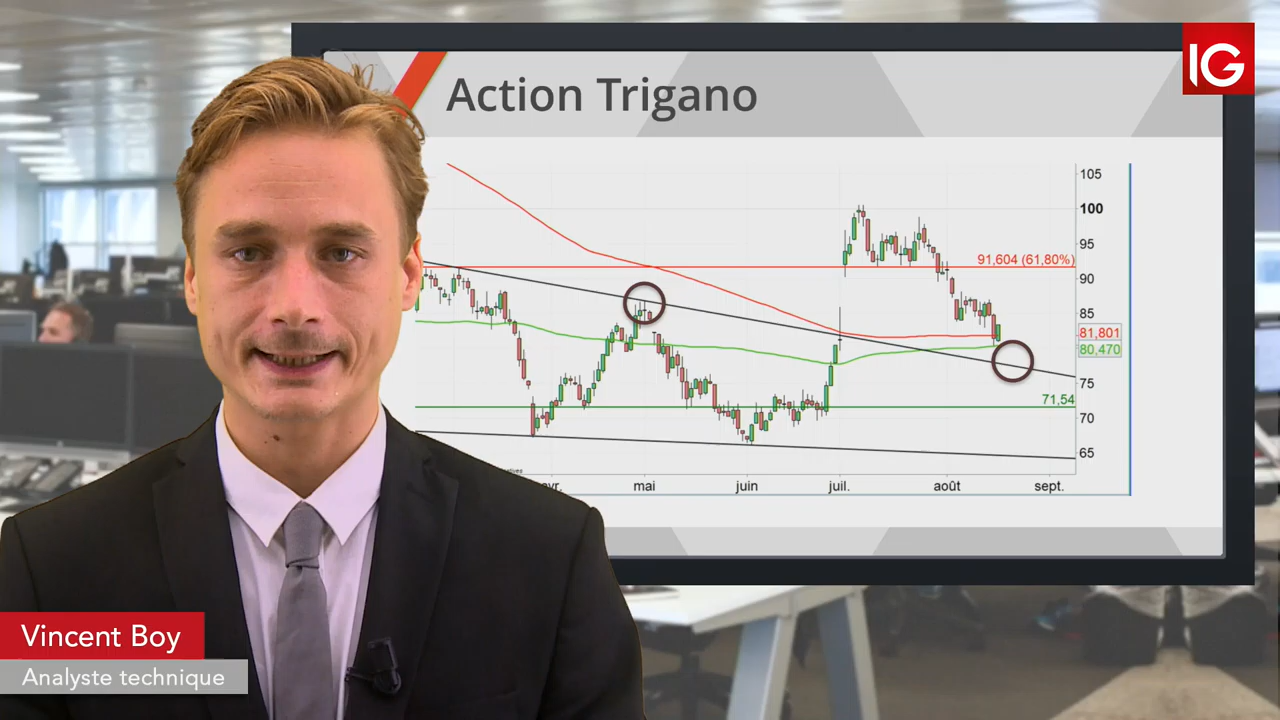 IG
Action Trigano
105
100
95
91,604 (61,80%)
90
85
81,801
80,470
75
71,54
70
65
mai
juin
juil.
août
sept.
Vincent Boy
Analyste technique